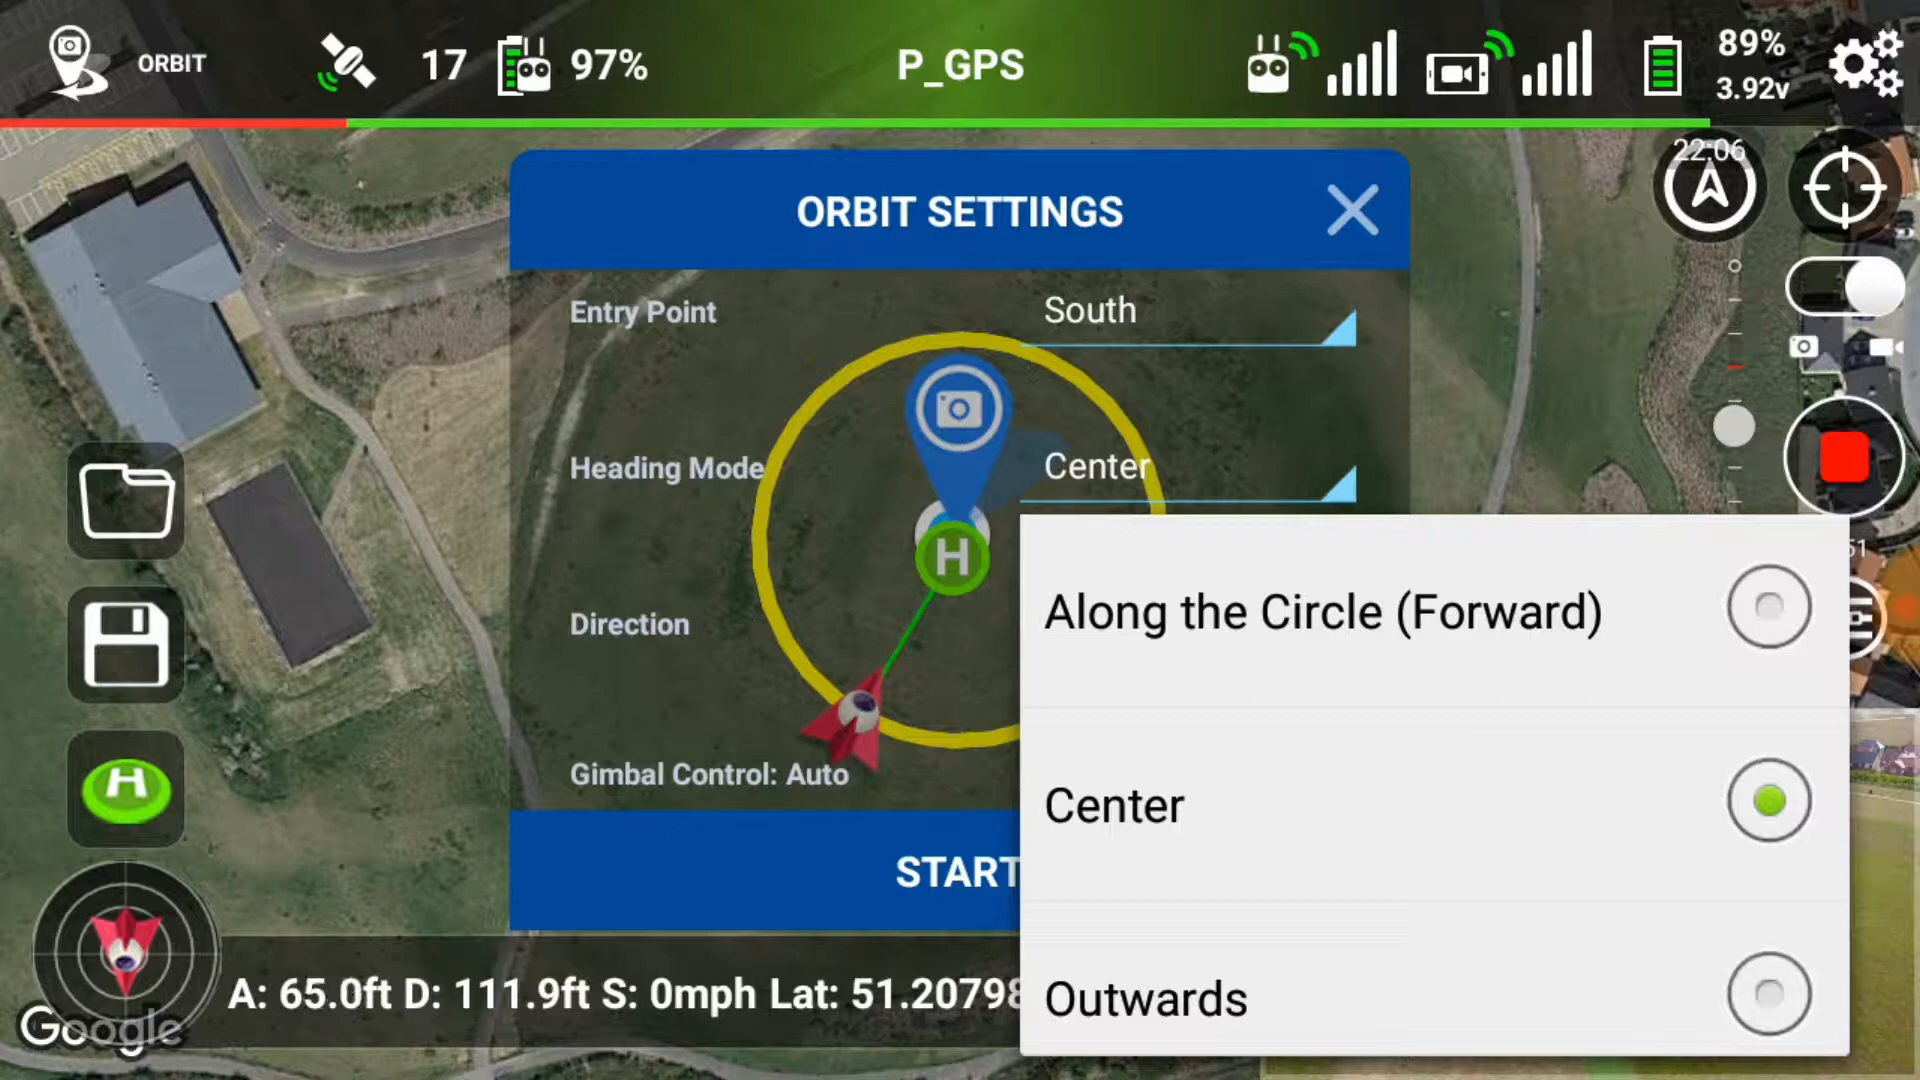 ORBIT
17
97%
P_GPS
89%
3.92v
22:06
ORBIT SETTINGS
Entry Point
South
Heading Mode
Center
H
51
Along the Circle (Forward)
Direction
Gimbal Control: Auto
Center
H
START
A: 65.0ft D: 111.9ft S: 0mph Lat: 51.20798
Outwards
Google